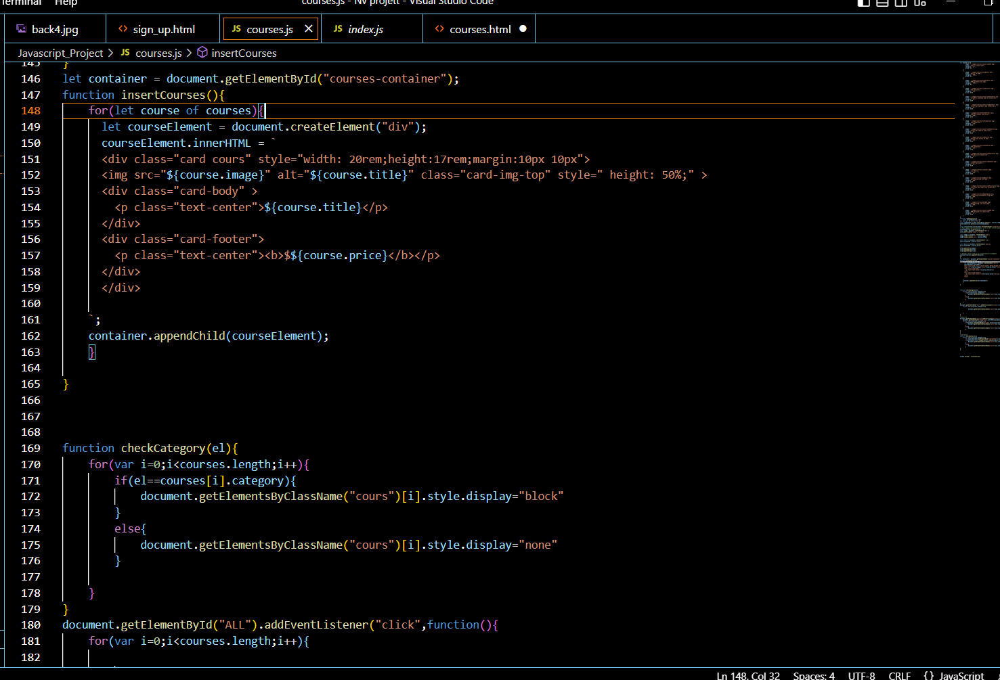 Terminal Help courses.js - NV projett - Visual Studio Code
back4.jpg <> sign_up.html JS courses.js × JS index.js <> courses.html ●
Javascript_Project > JS courses.js > insertCourses
145 }
146 let container = document.getElementById("courses-container");
147 function insertCourses(){
148 for(let course of courses){
149 let courseElement = document.createElement("div");
150 courseElement.innerHTML = `
151 <div class="card cours" style="width: 20rem;height:17rem;margin:10px 10px">
152 <img src="${course.image}" alt="${course.title}" class="card-img-top" style=" height: 50%;" >
153 <div class="card-body" >
154 <p class="text-center">${course.title}</p>
155 </div>
156 <div class="card-footer">
157 <p class="text-center"><b>$${course.price}</b></p>
158 </div>
159 </div>
160
161 `;
162 container.appendChild(courseElement);
163 }
164
165 }
166
167
168
169 function checkCategory(el){
170 for(var i=0;i<courses.length;i++){
171 if(el==courses[i].category){
172 document.getElementsByClassName("cours")[i].style.display="block"
173 }
174 else{
175 document.getElementsByClassName("cours")[i].style.display="none"
176 }
177
178 }
179 }
180 document.getElementById("ALL").addEventListener("click",function(){
181 for(var i=0;i<courses.length;i++){
182
Ln 148, Col 32 Spaces: 4 UTF-8 CRLF {} JavaScript